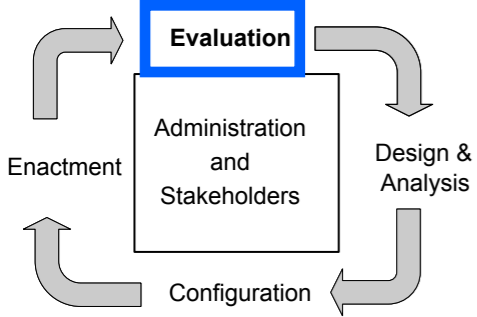 Evaluation
Administration
and
Stakeholders
Enactment
Design &
Analysis
Configuration